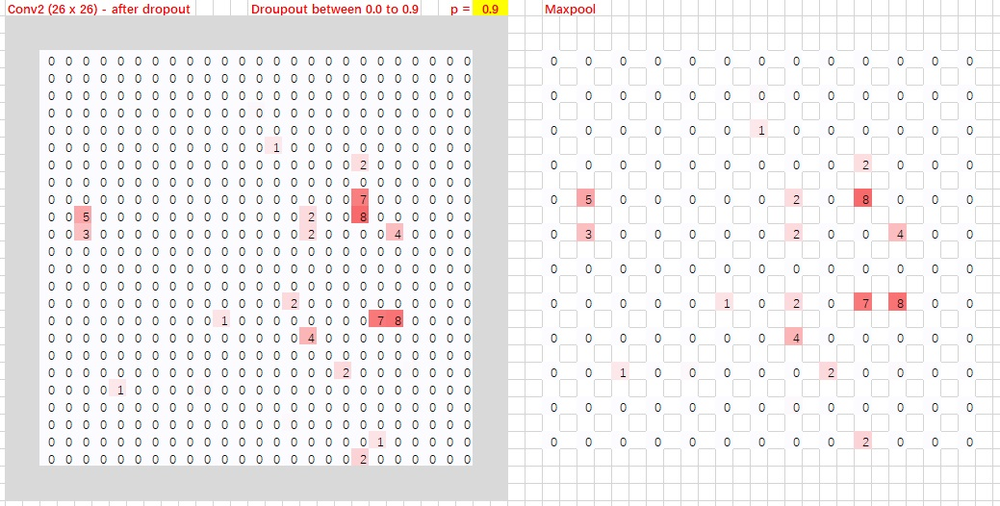 Conv2 (26 x 26) - after dropout
Droupout between 0.0 to 0.9 p = 0.9
0 0 0 0 0 0 0 0 0 0 0 0 0 0 0 0 0 0 0 0 0 0 0 0 0
0 0 0 0 0 0 0 0 0 0 0 0 0 0 0 0 0 0 0 0 0 0 0 0 0
0 0 0 0 0 0 0 0 0 0 0 0 0 0 0 0 0 0 0 0 0 0 0 0 0
0 0 0 0 0 0 0 0 0 0 0 0 0 0 0 0 0 0 0 0 0 0 0 0 0
0 0 0 0 0 0 0 0 0 0 0 0 0 0 0 0 0 0 0 0 0 0 0 0 0
0 0 0 0 0 0 0 0 0 0 0 0 0 1 0 0 0 0 0 0 0 0 0 0 0
0 0 0 0 0 0 0 0 0 0 0 0 0 0 0 0 0 0 2 0 0 0 0 0 0
0 0 0 0 0 0 0 0 0 0 0 0 0 0 0 0 0 0 0 0 0 0 0 0 0
0 0 0 0 0 0 0 0 0 0 0 0 0 0 0 0 0 0 7 0 0 0 0 0 0
0 0 5 0 0 0 0 0 0 0 0 0 0 0 0 2 0 0 8 0 0 0 0 0 0
0 0 3 0 0 0 0 0 0 0 0 0 0 0 0 2 0 0 0 0 4 0 0 0 0
0 0 0 0 0 0 0 0 0 0 0 0 0 0 0 0 0 0 0 0 0 0 0 0 0
0 0 0 0 0 0 0 0 0 0 0 0 0 0 0 0 0 0 0 0 0 0 0 0 0
0 0 0 0 0 0 0 0 0 0 0 0 0 0 0 0 0 0 0 0 0 0 0 0 0
0 0 0 0 0 0 0 0 0 0 0 0 0 0 2 0 0 0 0 0 0 0 0 0 0
0 0 0 0 0 0 0 0 0 0 1 0 0 0 0 0 0 0 0 7 8 0 0 0 0
0 0 0 0 0 0 0 0 0 0 0 0 0 0 0 4 0 0 0 0 0 0 0 0 0
0 0 0 0 0 0 0 0 0 0 0 0 0 0 0 0 0 0 0 0 0 0 0 0 0
0 0 0 0 0 0 0 0 0 0 0 0 0 0 0 0 0 2 0 0 0 0 0 0 0
0 0 0 0 1 0 0 0 0 0 0 0 0 0 0 0 0 0 0 0 0 0 0 0 0
0 0 0 0 0 0 0 0 0 0 0 0 0 0 0 0 0 0 0 0 0 0 0 0 0
0 0 0 0 0 0 0 0 0 0 0 0 0 0 0 0 0 0 0 0 0 0 0 0 0
0 0 0 0 0 0 0 0 0 0 0 0 0 0 0 0 0 0 0 1 0 0 0 0 0
0 0 0 0 0 0 0 0 0 0 0 0 0 0 0 0 0 0 2 0 0 0 0 0 0
Maxpool
0 0 0 0 0 0 0 0 0 0 0 0 0
0 0 0 0 0 0 0 0 0 0 0 0 0
0 0 0 0 0 0 1 0 0 0 0 0 0
0 0 0 0 0 0 0 0 0 2 0 0 0
0 5 0 0 0 0 0 2 0 8 0 0 0
0 3 0 0 0 0 0 2 0 0 4 0 0
0 0 0 0 0 0 0 0 0 0 0 0 0
0 0 0 0 0 1 0 2 0 7 8 0 0
0 0 0 0 0 0 0 4 0 0 0 0 0
0 0 1 0 0 0 0 0 2 0 0 0 0
0 0 0 0 0 0 0 0 0 0 0 0 0
0 0 0 0 0 0 0 0 0 2 0 0 0